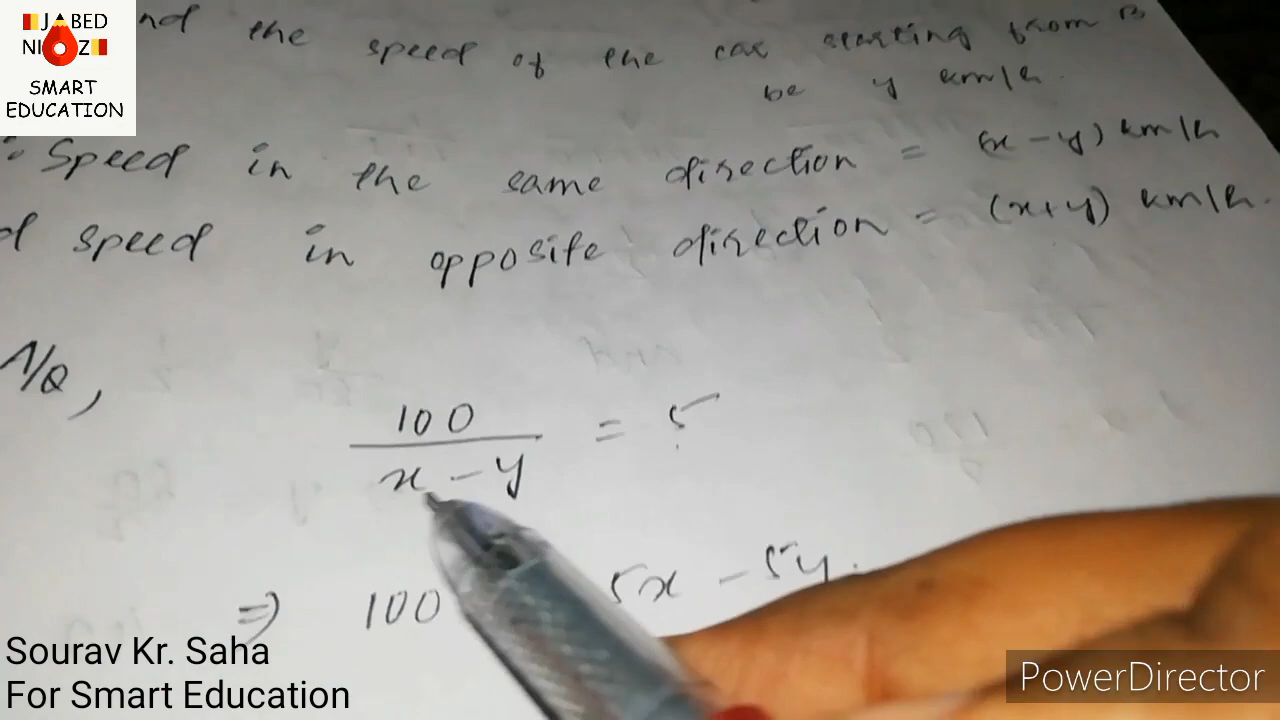 JABED
NIOZ
SMART
EDUCATION
nd the speed of the car starting from B
be y km/h.
: Speed in the same direction = (x-y) km/h
d speed in opposite direction = (x+y) km/h.
A/Q,
100
x - y
= 5
=) 100 5x - 5y.
Sourav Kr. Saha
For Smart Education
PowerDirector